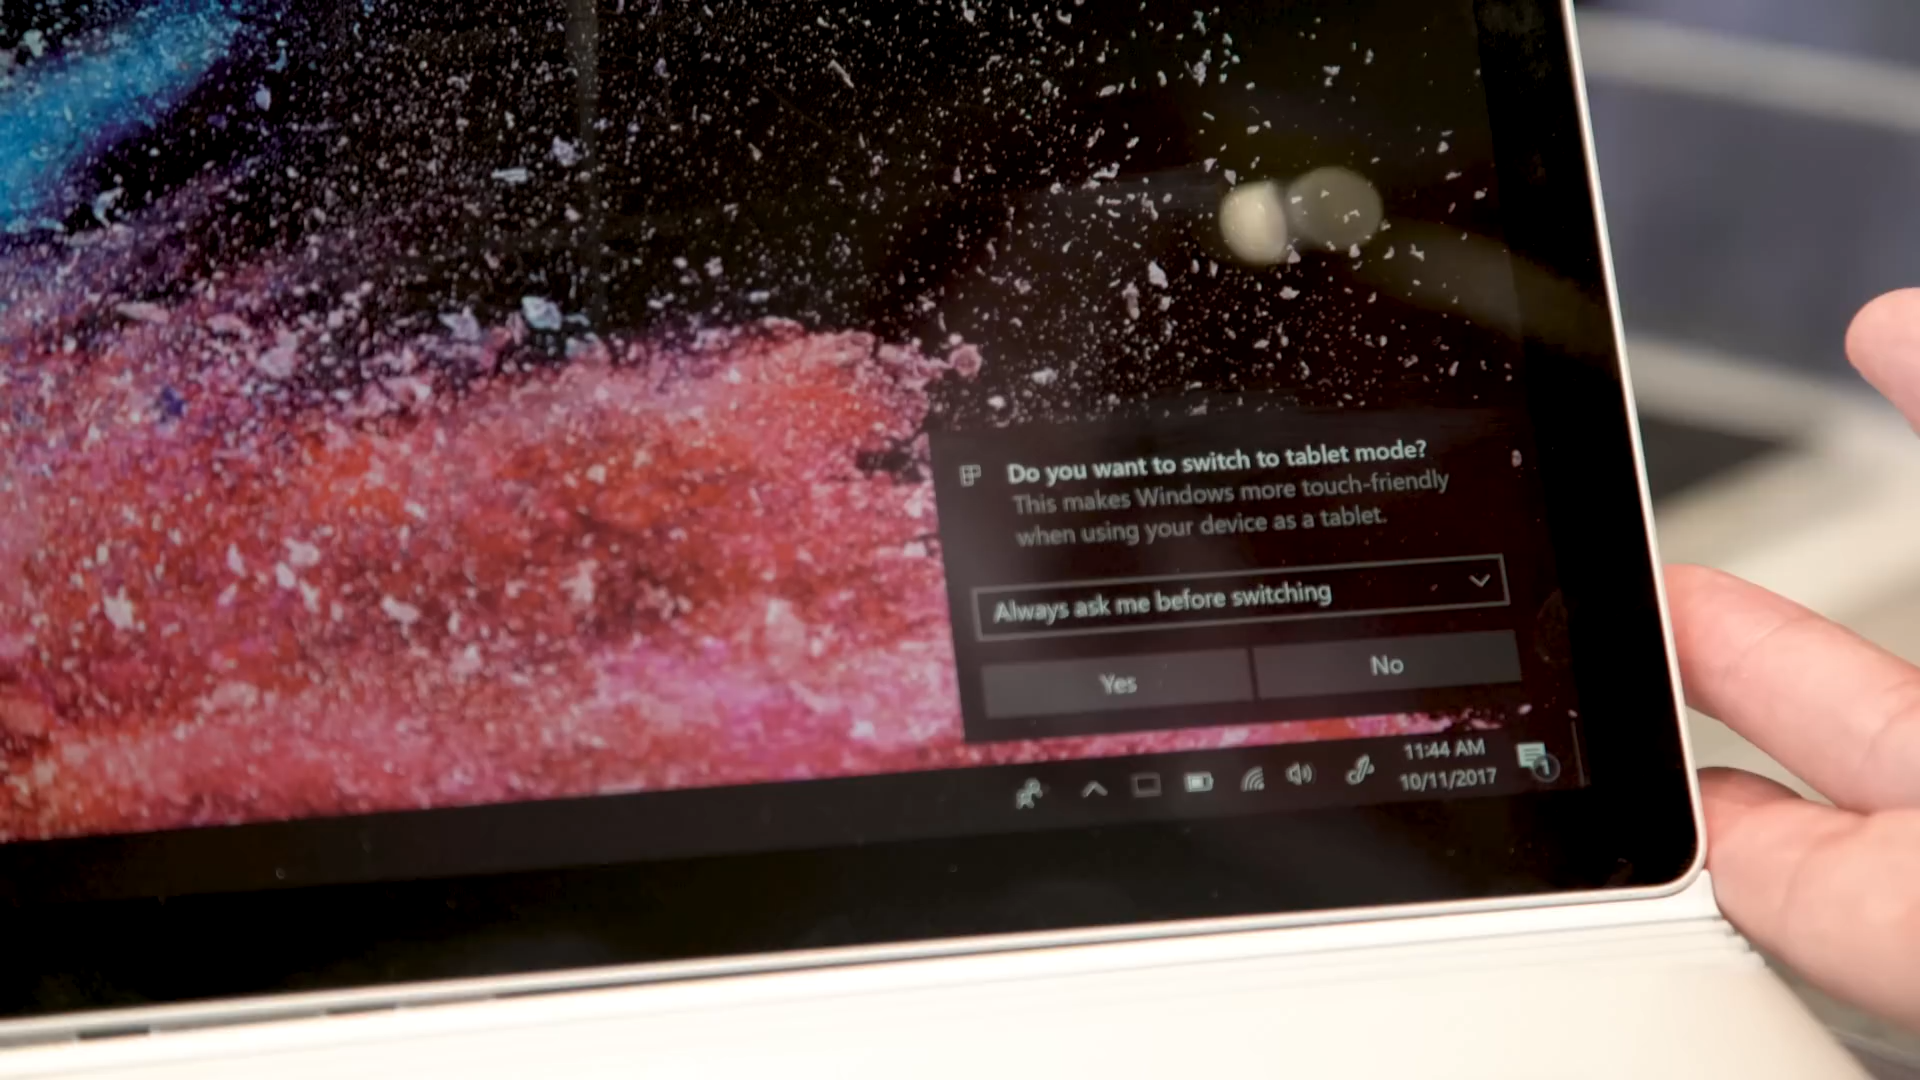 Do you want to switch to tablet mode?
This makes Windows more touch-friendly
when using your device as a tablet.
Always ask me before switching
Yes
No
11:44 AM
10/11/2017
1